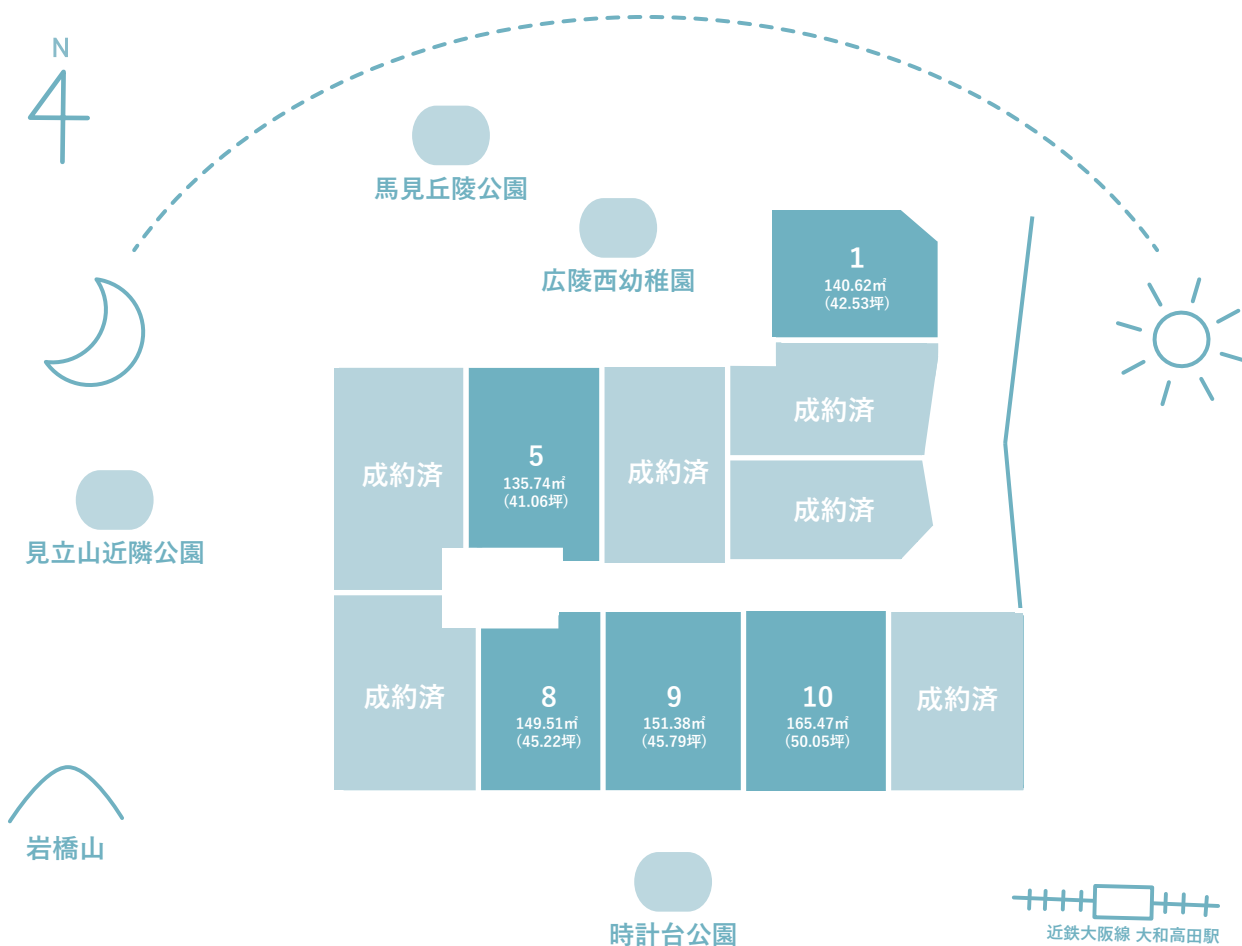 N
馬見丘陵公園
広陵西幼稚園
1
140.62㎡
(42.53坪)
成約済
成約済
5
135.74㎡
(41.06坪)
成約済
成約済
見立山近隣公園
成約済
8
149.51㎡
(45.22坪)
9
151.38㎡
(45.79坪)
10
165.47㎡
(50.05坪)
成約済
岩橋山
時計台公園
近鉄大阪線 大和高田駅